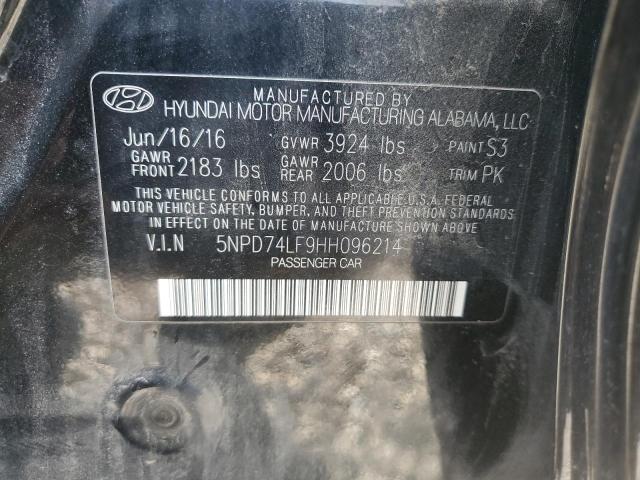 MANUFACTURED BY
HYUNDAI MOTOR MANUFACTURING ALABAMA, LLC
Jun/16/16 GVWR 3924 lbs PAINT S3
GAWR FRONT 2183 lbs GAWR REAR 2006 lbs TRIM PK
THIS VEHICLE CONFORMS TO ALL APPLICABLE U.S.A. FEDERAL
MOTOR VEHICLE SAFETY, BUMPER, AND THEFT PREVENTION STANDARDS
IN EFFECT ON THE DATE OF MANUFACTURE SHOWN ABOVE.
V.I.N 5NPD74LF9HH096214
PASSENGER CAR